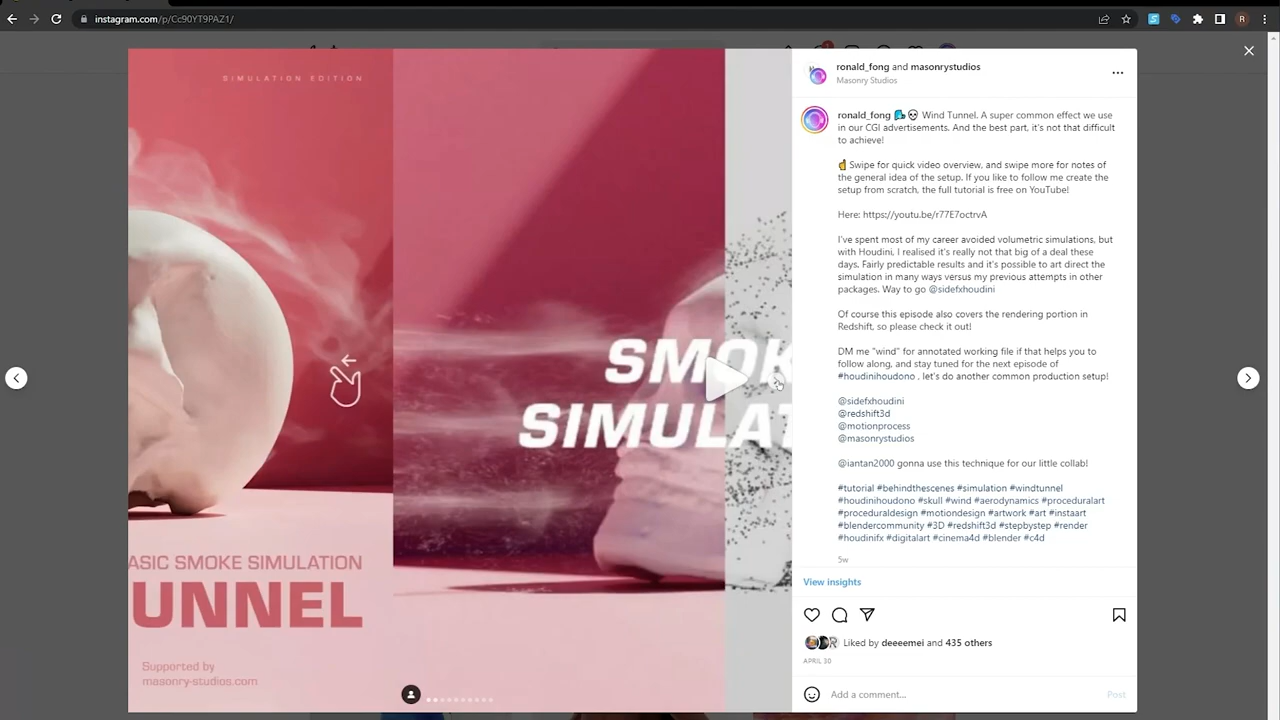 instagram.com/p/Cc90YT9PAZ1/
R
SIMULATION EDITION
SMOK
SIMULAT
ASIC SMOKE SIMULATION
UNNEL
Supported by
masonry-studios.com
ronald_fong and masonrystudios
Masonry Studios
ronald_fong Wind Tunnel. A super common effect we use
in our CGI advertisements. And the best part, it's not that difficult
to achieve!
Swipe for quick video overview, and swipe more for notes of
the general idea of the setup. If you like to follow me create the
setup from scratch, the full tutorial is free on YouTube!
Here: https://youtu.be/r77E7octrvA
I've spent most of my career avoided volumetric simulations, but
with Houdini, I realised it's really not that big of a deal these
days. Fairly predictable results and it's possible to art direct the
simulation in many ways versus my previous attempts in other
packages. Way to go @sidefxhoudini
Of course this episode also covers the rendering portion in
Redshift, so please check it out!
DM me "wind" for annotated working file if that helps you to
follow along, and stay tuned for the next episode of
#houdinihoudono , let's do another common production setup!
@sidefxhoudini
@redshift3d
@motionprocess
@masonrystudios
@iantan2000 gonna use this technique for our little collab!
#tutorial #behindthescenes #simulation #windtunnel
#houdinihoudono #skull #wind #aerodynamics #proceduralart
#proceduraldesign #motiondesign #artwork #art #instaart
#blendercommunity #3D #redshift3d #stepbystep #render
#houdinifx #digitalart #cinema4d #blender #c4d
5w
View insights
Liked by deeeemei and 435 others
APRIL 30
Add a comment...
Post